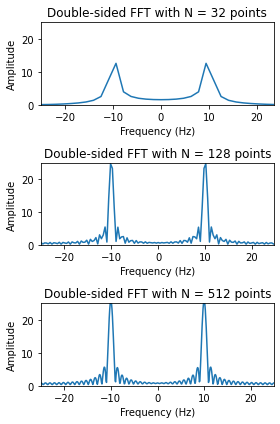 Double-sided FFT with N = 32 points
20
10
0
Amplitude
−20
−10
0
10
20
Frequency (Hz)
Double-sided FFT with N = 128 points
20
10
0
Amplitude
−20
−10
0
10
20
Frequency (Hz)
Double-sided FFT with N = 512 points
20
10
0
Amplitude
−20
−10
0
10
20
Frequency (Hz)